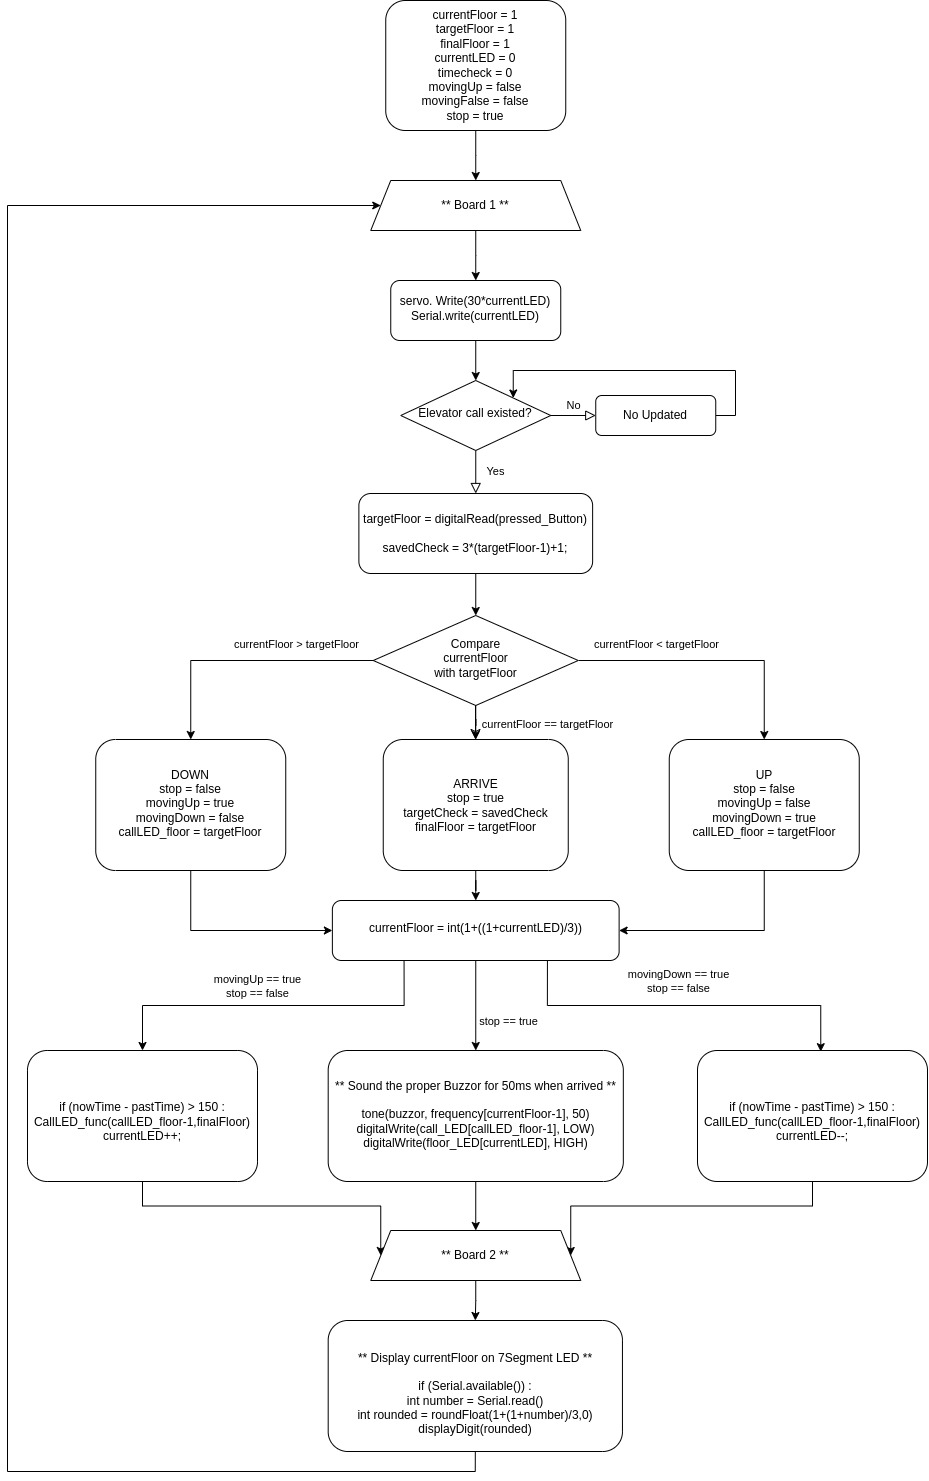 currentFloor = 1
targetFloor = 1
finalFloor = 1
currentLED = 0
timecheck = 0
movingUp = false
movingFalse = false
stop = true
** Board 1 **
servo. Write(30*currentLED)
Serial.write(currentLED)
Elevator call existed?
No
No Updated
Yes
targetFloor = digitalRead(pressed_Button)
savedCheck = 3*(targetFloor-1)+1;
currentFloor > targetFloor
Compare
currentFloor
with targetFloor
currentFloor < targetFloor
currentFloor == targetFloor
DOWN
stop = false
movingUp = true
movingDown = false
callLED_floor = targetFloor
ARRIVE
stop = true
targetCheck = savedCheck
finalFloor = targetFloor
UP
stop = false
movingUp = false
movingDown = true
callLED_floor = targetFloor
currentFloor = int(1+((1+currentLED)/3))
movingUp == true
stop == false
stop == true
movingDown == true
stop == false
if (nowTime - pastTime) > 150 :
CallLED_func(callLED_floor-1,finalFloor)
currentLED++;
** Sound the proper Buzzor for 50ms when arrived **
tone(buzzor, frequency[currentFloor-1], 50)
digitalWrite(call_LED[callLED_floor-1], LOW)
digitalWrite(floor_LED[currentLED], HIGH)
if (nowTime - pastTime) > 150 :
CallLED_func(callLED_floor-1,finalFloor)
currentLED--;
** Board 2 **
** Display currentFloor on 7Segment LED **
if (Serial.available()) :
int number = Serial.read()
int rounded = roundFloat(1+(1+number)/3,0)
displayDigit(rounded)